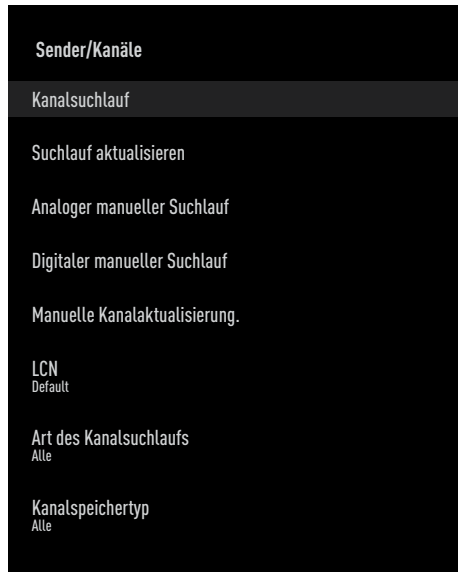 Sender/Kanäle
Kanalsuchlauf
Suchlauf aktualisieren
Analoger manueller Suchlauf
Digitaler manueller Suchlauf
Manuelle Kanalaktualisierung.
LCN
Default
Art des Kanalsuchlaufs
Alle
Kanalspeichertyp
Alle